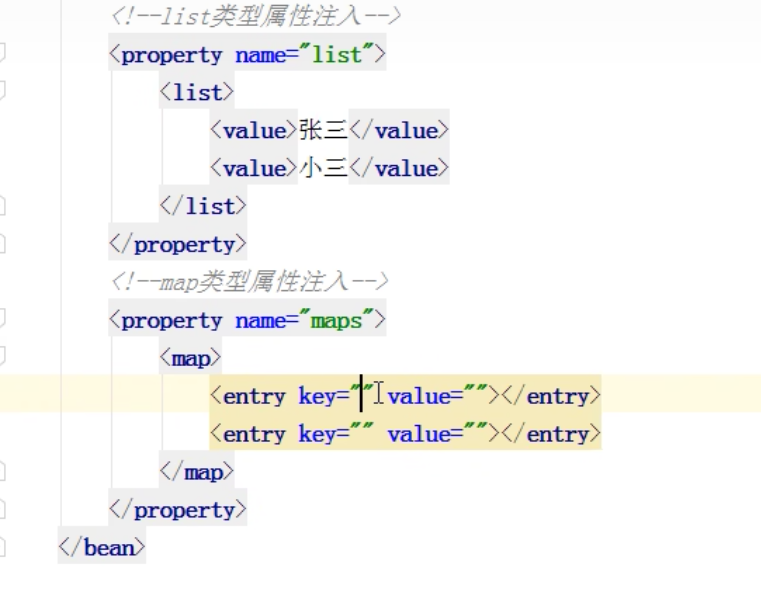 <!--list类型属性注入-->
<property name="list">
<list>
<value>张三</value>
<value>小三</value>
</list>
</property>
<!--map类型属性注入-->
<property name="maps">
<map>
<entry key="" value=""></entry>
<entry key="" value=""></entry>
</map>
</property>
</bean>